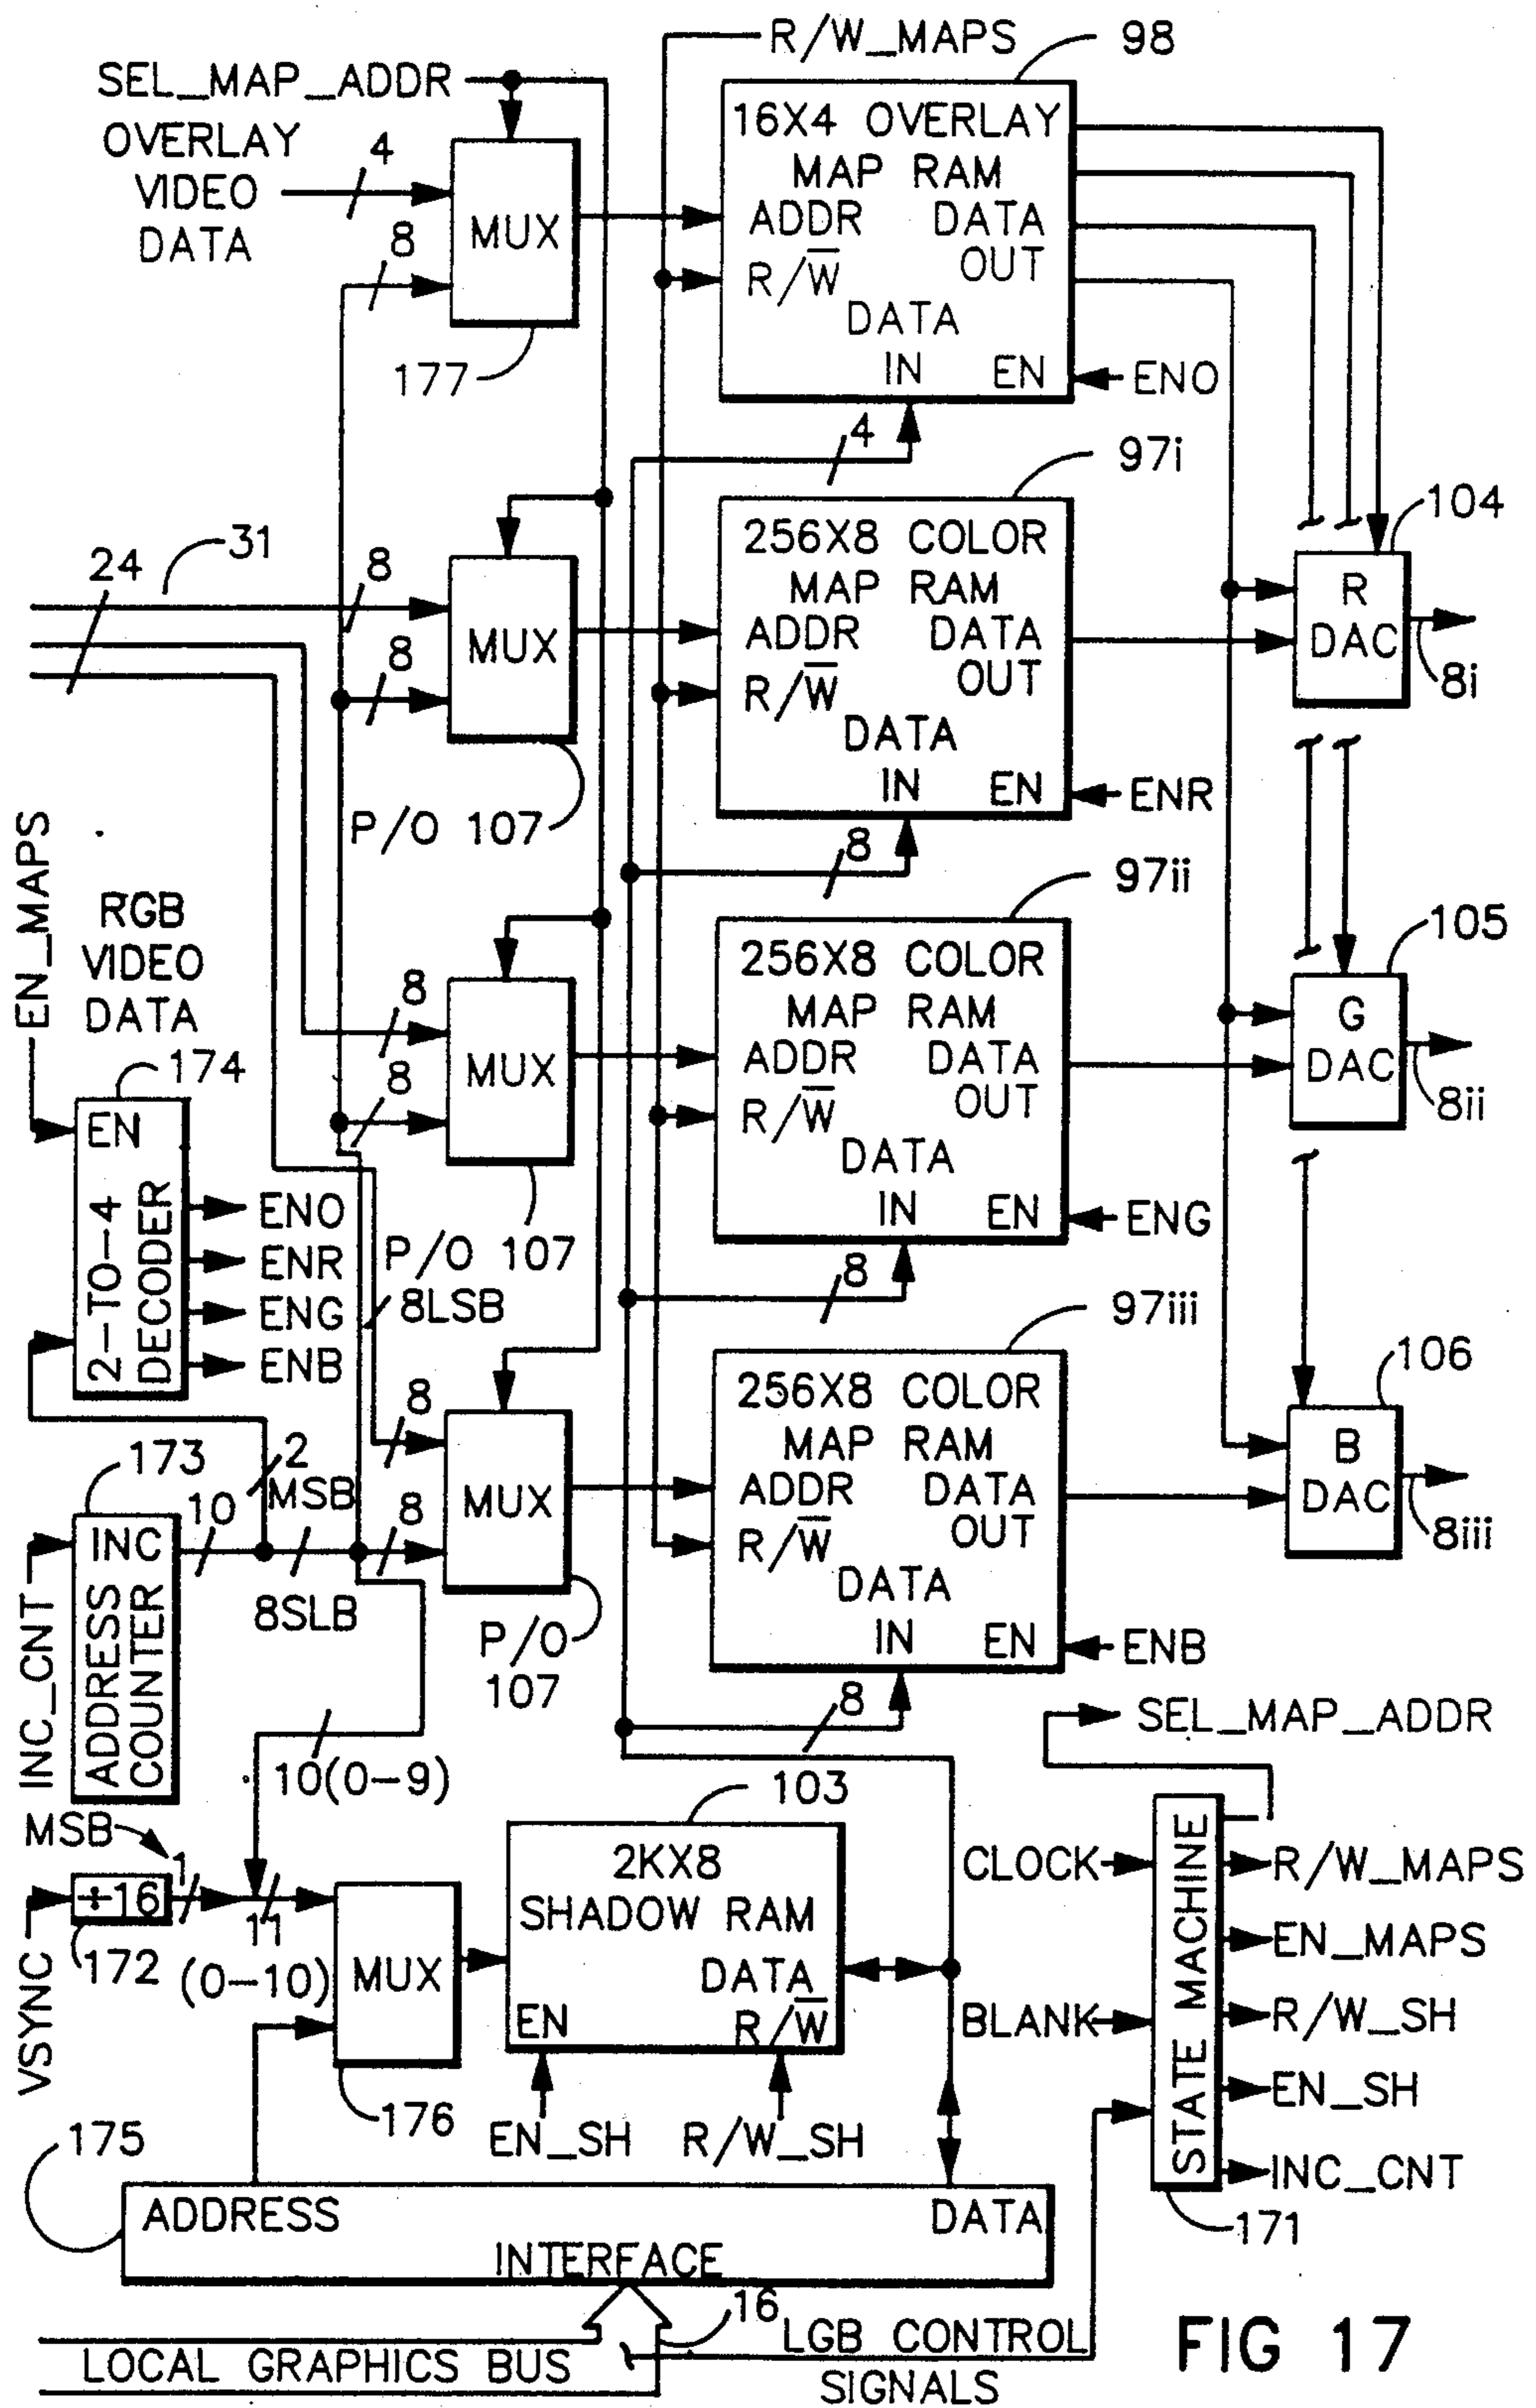 R/W_MAPS
98
SEL_MAP_ADDR
OVERLAY
VIDEO
DATA
4
8
MUX
177
16X4 OVERLAY
MAP RAM
ADDR DATA
OUT
R/W
DATA
IN EN
ENO
4
97i
31
24
8
8
MUX
P/O 107
256X8 COLOR
MAP RAM
ADDR DATA
OUT
R/W
DATA
IN EN
ENR
8
104
R
DAC
8i
EN_MAPS
RGB
VIDEO
DATA
8
8
MUX
P/O 107
97ii
256X8 COLOR
MAP RAM
ADDR DATA
OUT
R/W
DATA
IN EN
ENG
8
105
G
DAC
8ii
174
EN
2-TO-4
DECODER
ENO
ENR
ENG
ENB
8LSB
8
8
MUX
P/O
107
97iii
256X8 COLOR
MAP RAM
ADDR DATA
OUT
R/W
DATA
IN EN
ENB
8
106
B
DAC
8iii
173
INC
ADDRESS
COUNTER
INC_CNT
10
2
MSB
8SLB
10(0-9)
MSB
1
VSYNC
÷16
172
11
(0-10)
MUX
176
103
2KX8
SHADOW RAM
DATA
EN R/W
EN_SH R/W_SH
175
ADDRESS DATA
INTERFACE
16
LOCAL GRAPHICS BUS
LGB CONTROL
SIGNALS
CLOCK
BLANK
STATE MACHINE
171
SEL_MAP_ADDR
R/W_MAPS
EN_MAPS
R/W_SH
EN_SH
INC_CNT
FIG 17